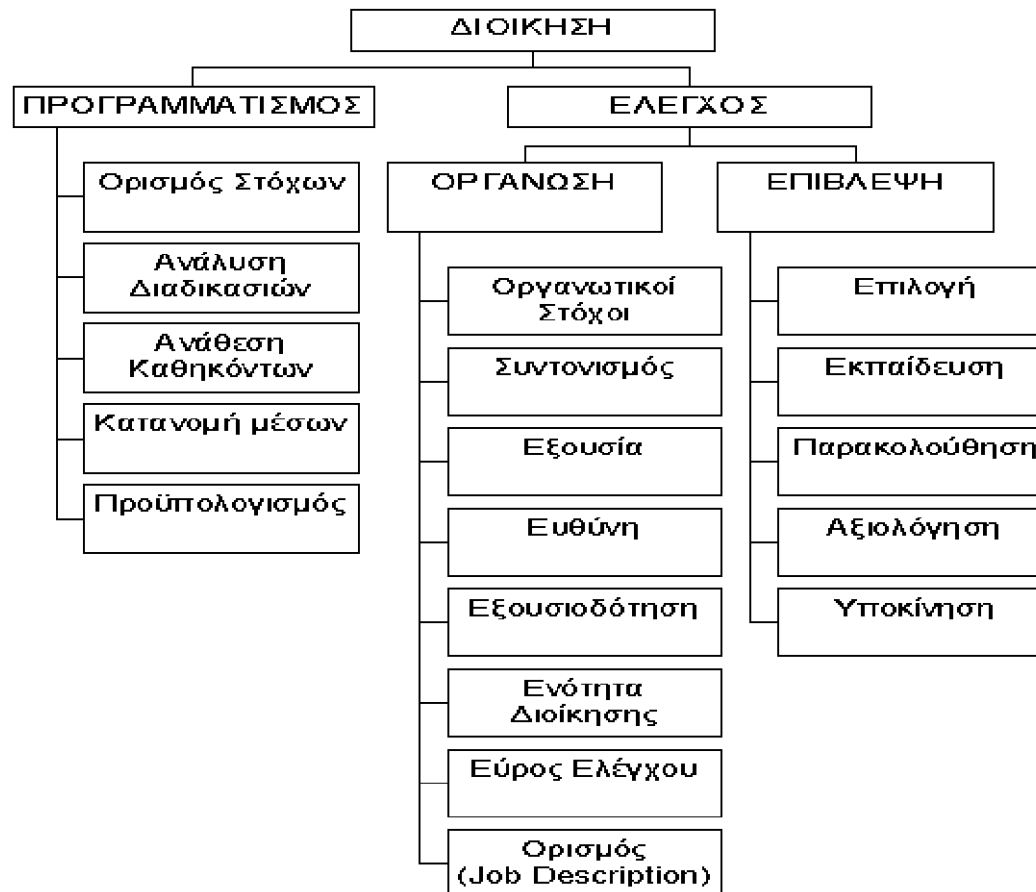 ΔΙΟΙΚΗΣΗ
ΠΡΟΓΡΑΜΜΑΤΙΣΜΟΣ
ΕΛΕΓΧΟΣ
Ορισμός Στόχων
Ανάλυση
Διαδικασιών
Ανάθεση
Καθηκόντων
Κατανομή μέσων
Προϋπολογισμός
ΟΡΓΑΝΩΣΗ
Οργανωτικοί
Στόχοι
Συντονισμός
Εξουσία
Ευθύνη
Εξουσιοδότηση
Ενότητα
Διοίκησης
Εύρος Ελέγχου
Ορισμός
(Job Description)
ΕΠΙΒΛΕΨΗ
Επιλογή
Εκπαίδευση
Παρακολούθηση
Αξιολόγηση
Υποκίνηση